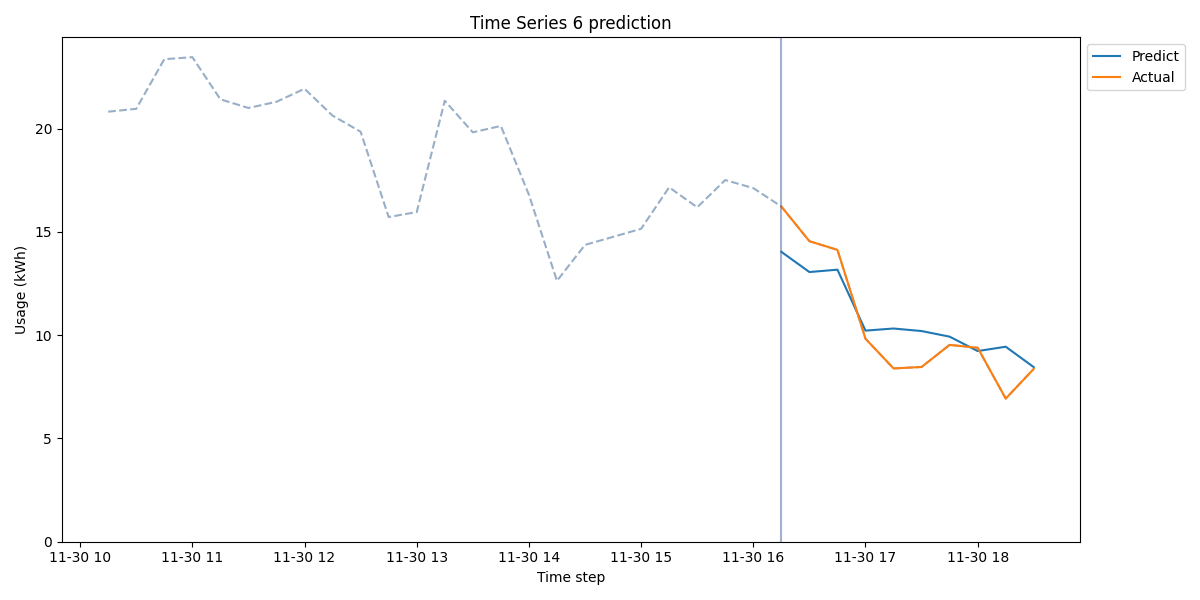 Time Series 6 prediction
Predict
Actual
Usage (kWh)
20
15
10
5
0
11-30 10
11-30 11
11-30 12
11-30 13
11-30 14
11-30 15
11-30 16
11-30 17
11-30 18
Time step